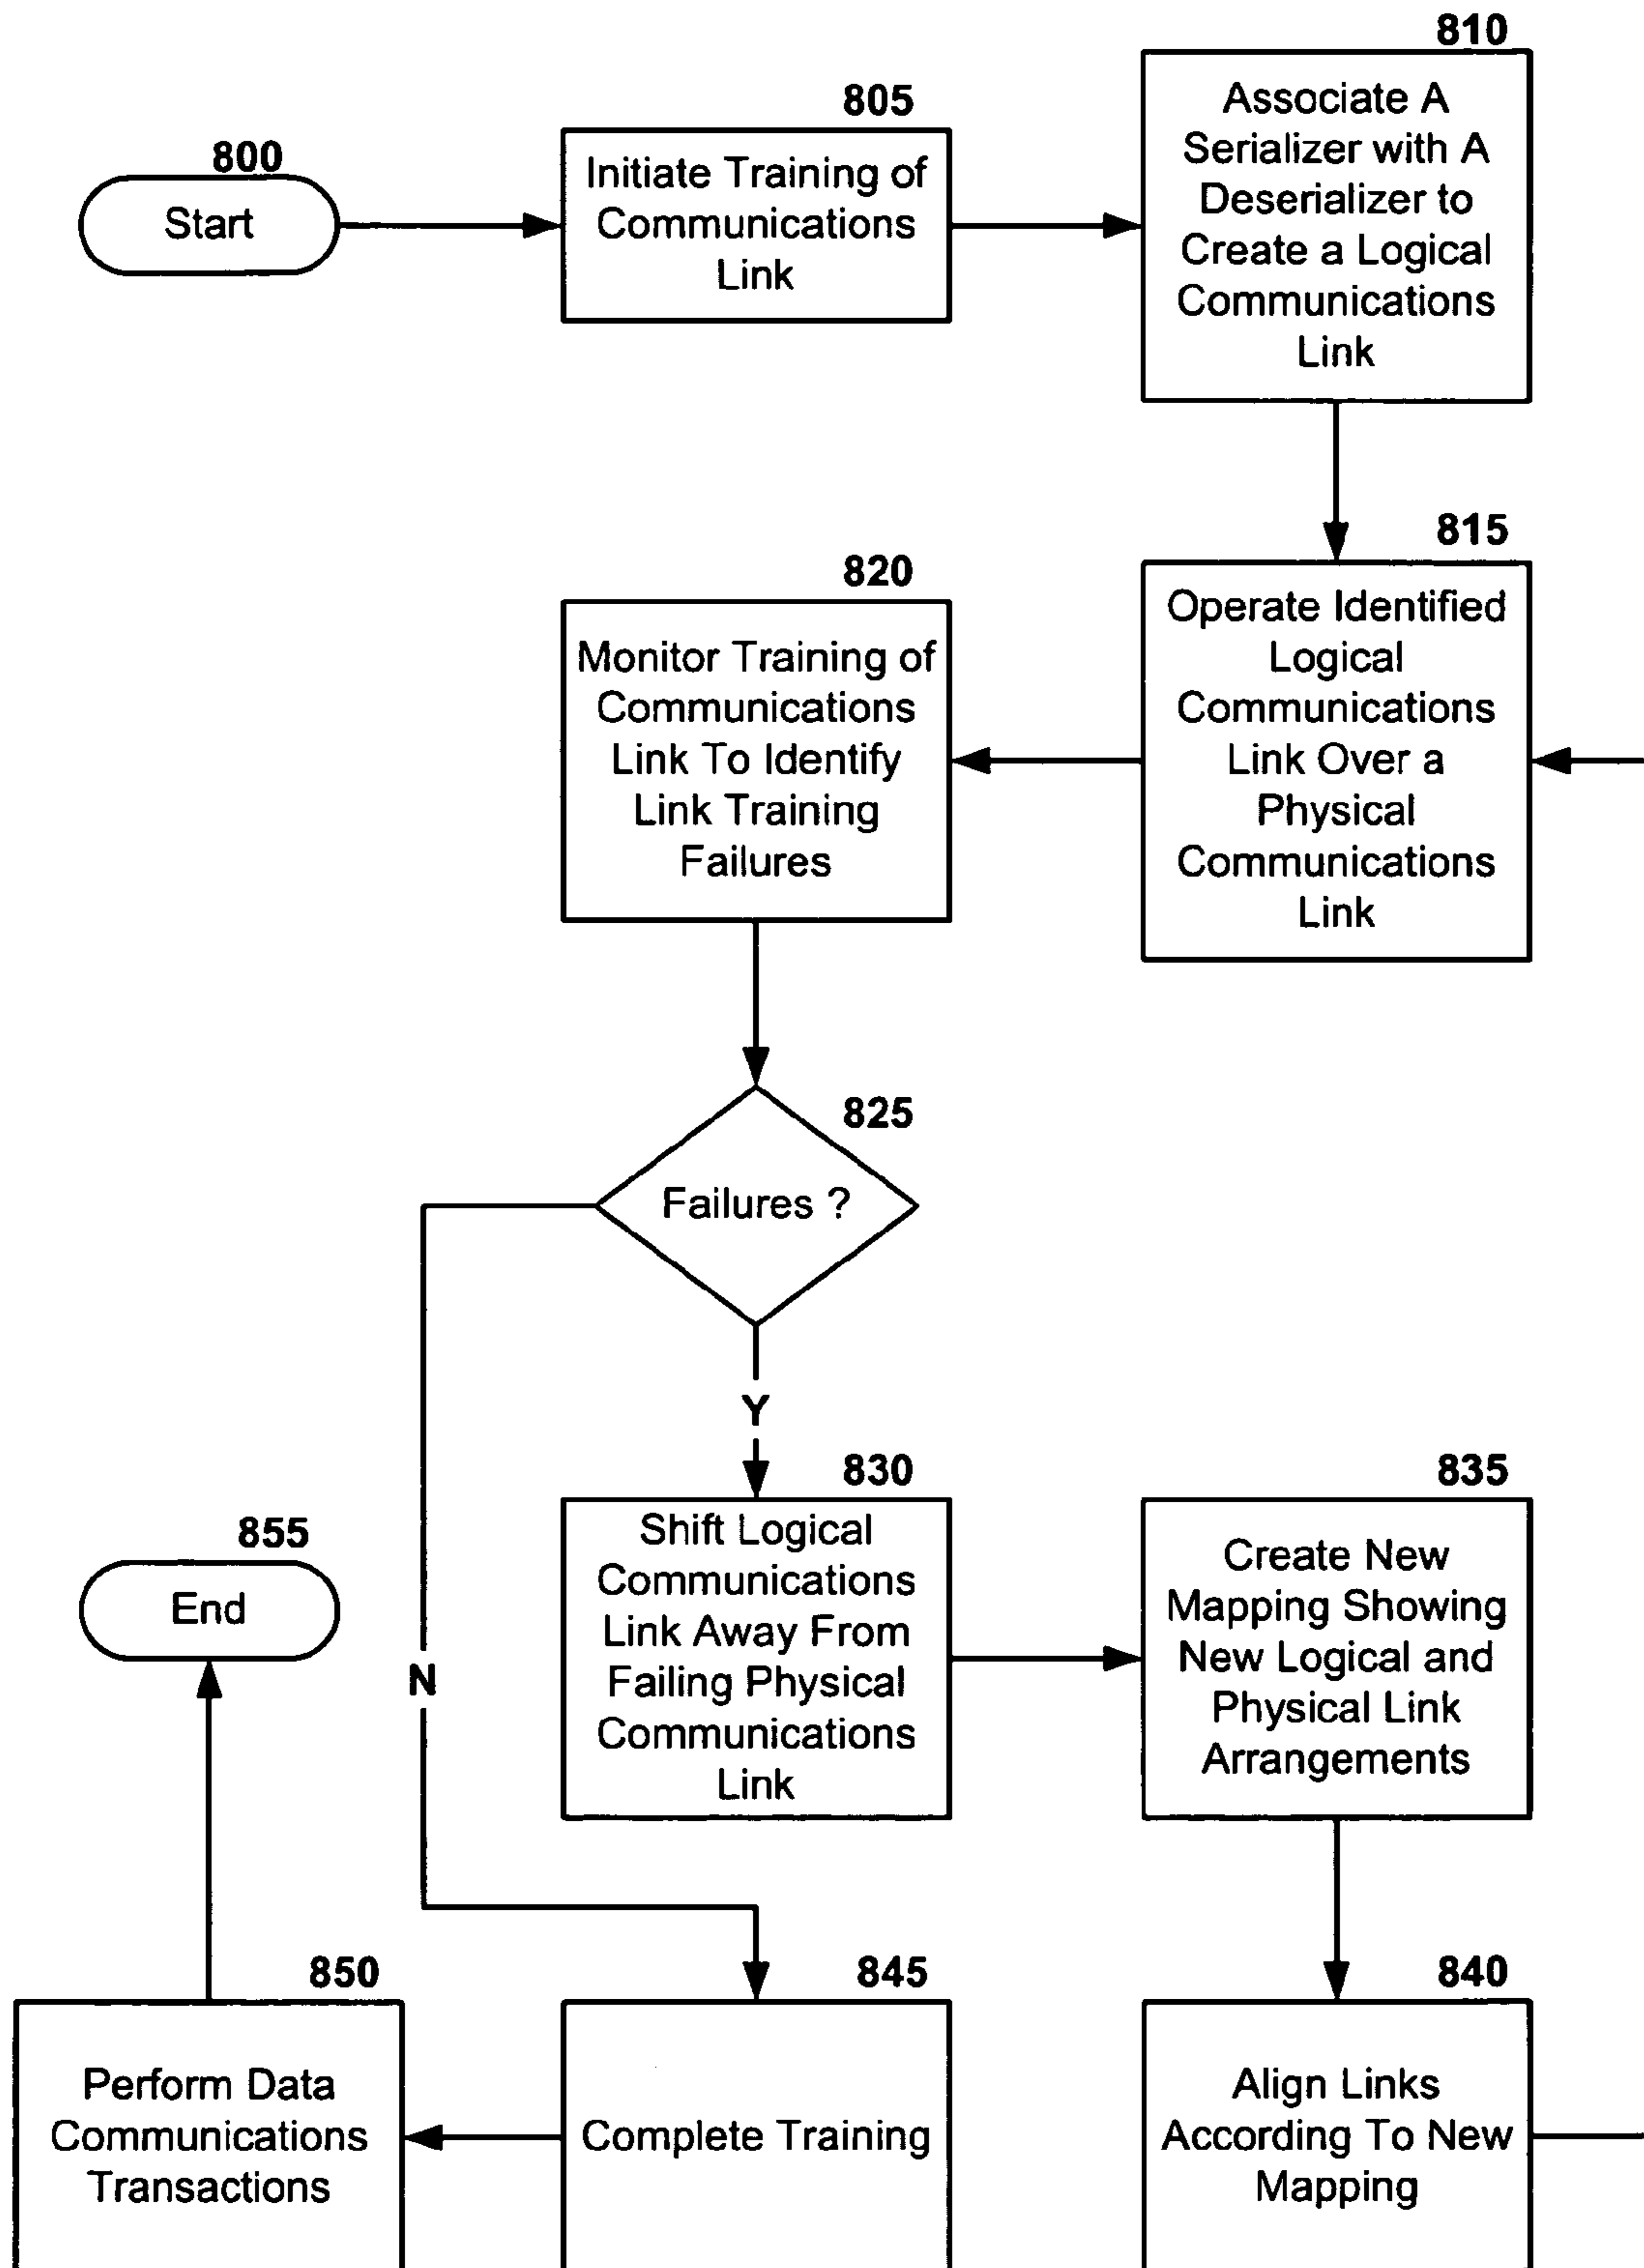 800
Start
805
Initiate Training of
Communications
Link
810
Associate A
Serializer with A
Deserializer to
Create a Logical
Communications
Link
815
Operate Identified
Logical
Communications
Link Over a
Physical
Communications
Link
820
Monitor Training of
Communications
Link To Identify
Link Training
Failures
825
Failures ?
Y
N
830
Shift Logical
Communications
Link Away From
Failing Physical
Communications
Link
835
Create New
Mapping Showing
New Logical and
Physical Link
Arrangements
840
Align Links
According To New
Mapping
845
Complete Training
850
Perform Data
Communications
Transactions
855
End